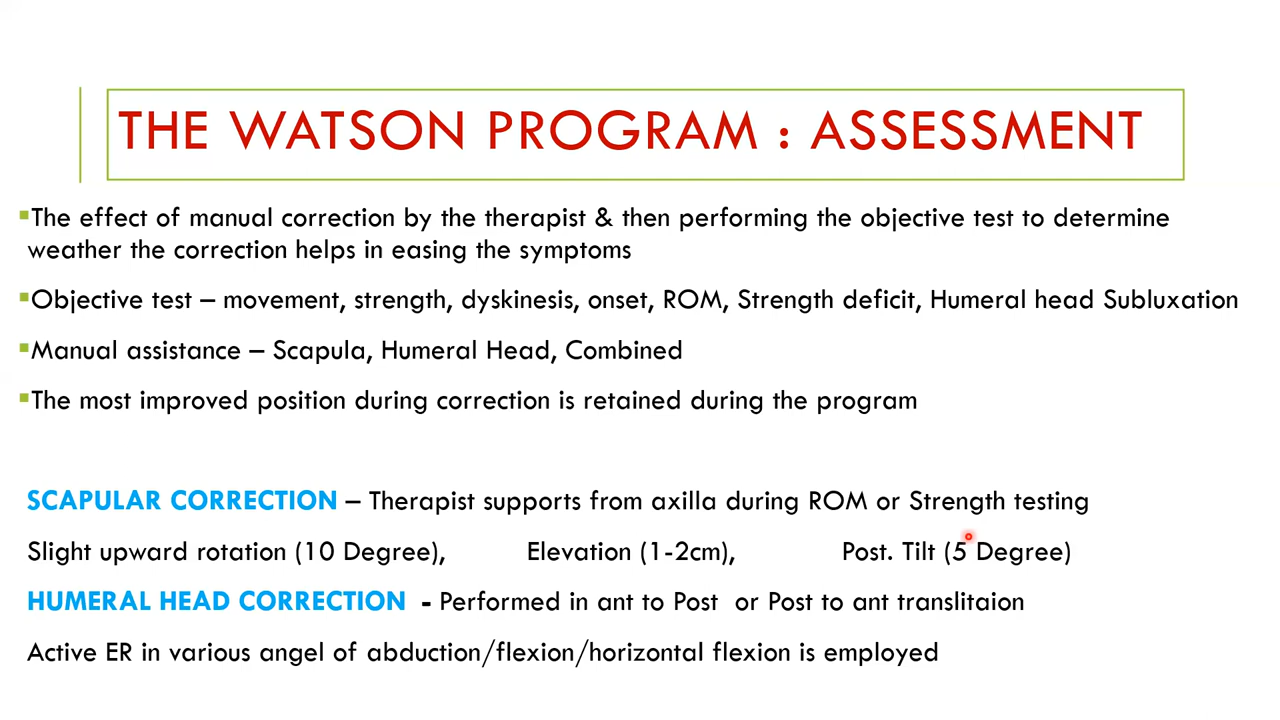 THE WATSON PROGRAM : ASSESSMENT
The effect of manual correction by the therapist & then performing the objective test to determine
weather the correction helps in easing the symptoms
Objective test – movement, strength, dyskinesis, onset, ROM, Strength deficit, Humeral head Subluxation
Manual assistance – Scapula, Humeral Head, Combined
The most improved position during correction is retained during the program
SCAPULAR CORRECTION – Therapist supports from axilla during ROM or Strength testing
Slight upward rotation (10 Degree), Elevation (1-2cm), Post. Tilt (5 Degree)
HUMERAL HEAD CORRECTION - Performed in ant to Post or Post to ant translitaion
Active ER in various angel of abduction/flexion/horizontal flexion is employed